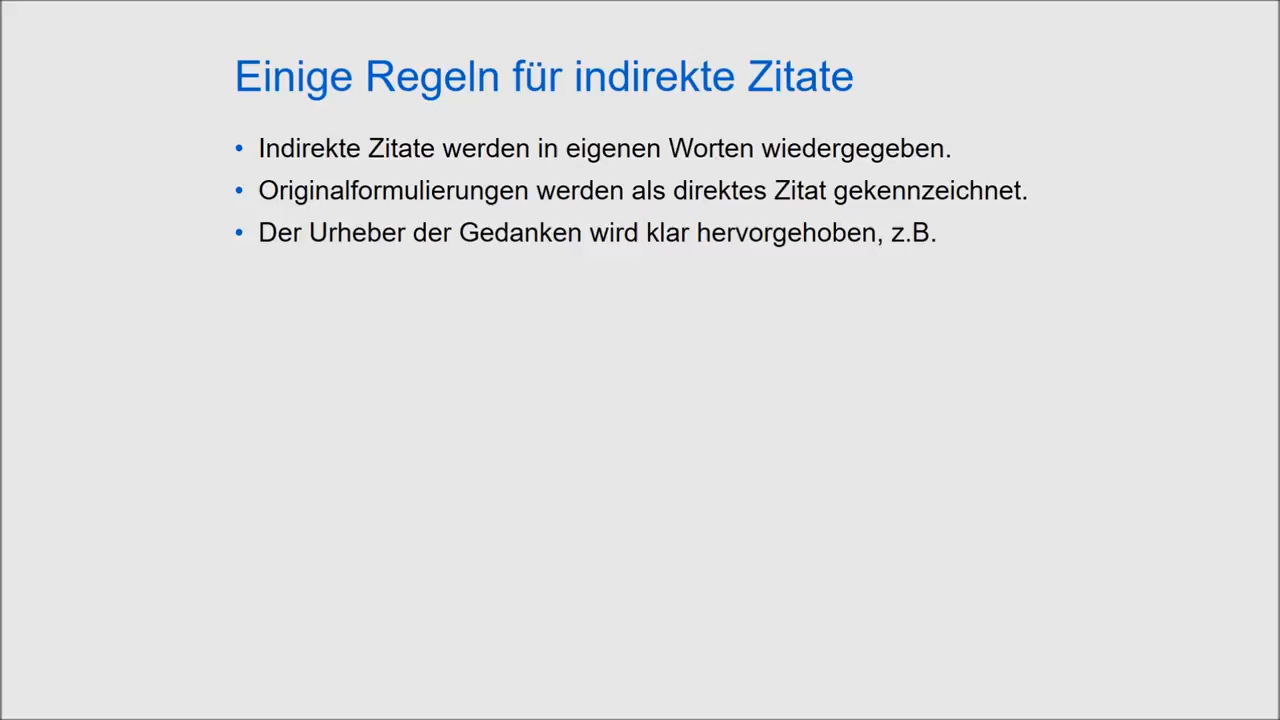 Einige Regeln für indirekte Zitate
• Indirekte Zitate werden in eigenen Worten wiedergegeben.
• Originalformulierungen werden als direktes Zitat gekennzeichnet.
• Der Urheber der Gedanken wird klar hervorgehoben, z.B.